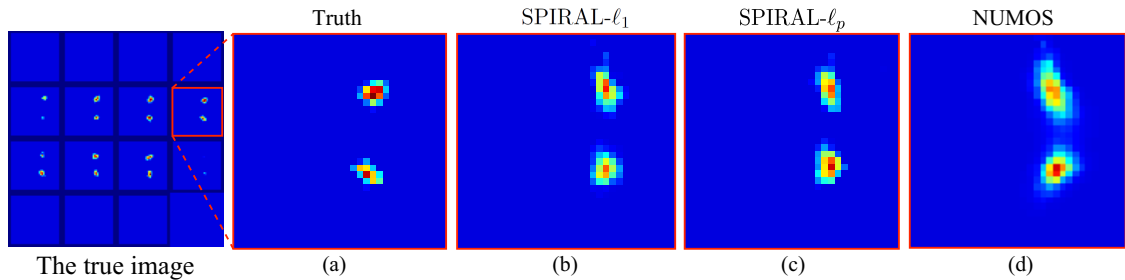 Truth
SPIRAL-ℓ₁
SPIRAL-ℓₚ
NUMOS
The true image
(a)
(b)
(c)
(d)